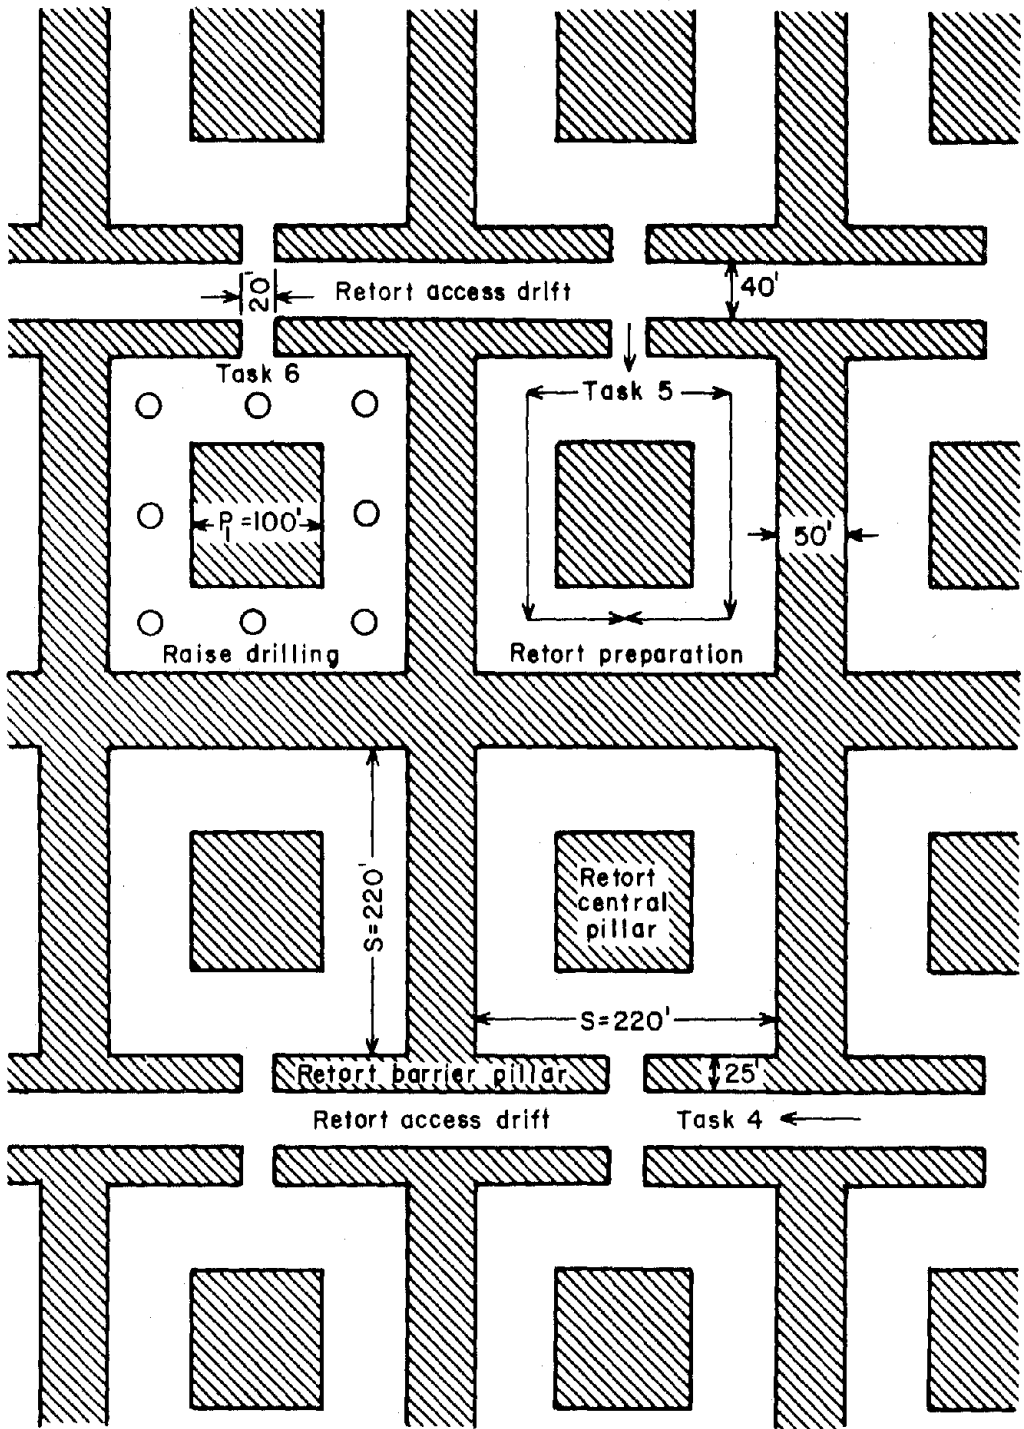 20'
Retort access drift
40'
Task 6
Task 5
P1=100'
50'
Raise drilling
Retort preparation
S=220'
Retort
central
pillar
S=220'
Retort barrier pillar
25'
Retort access drift
Task 4